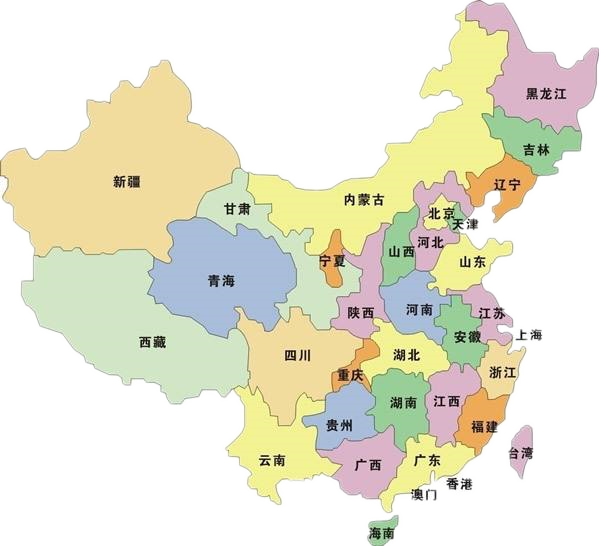 黑龙江
吉林
辽宁
新疆
内蒙古
甘肃
北京
天津
河北
山西
宁夏
山东
青海
陕西
河南
江苏
西藏
安徽
上海
四川
湖北
重庆
浙江
湖南
江西
贵州
福建
云南
广西
广东
台湾
香港
澳门
海南